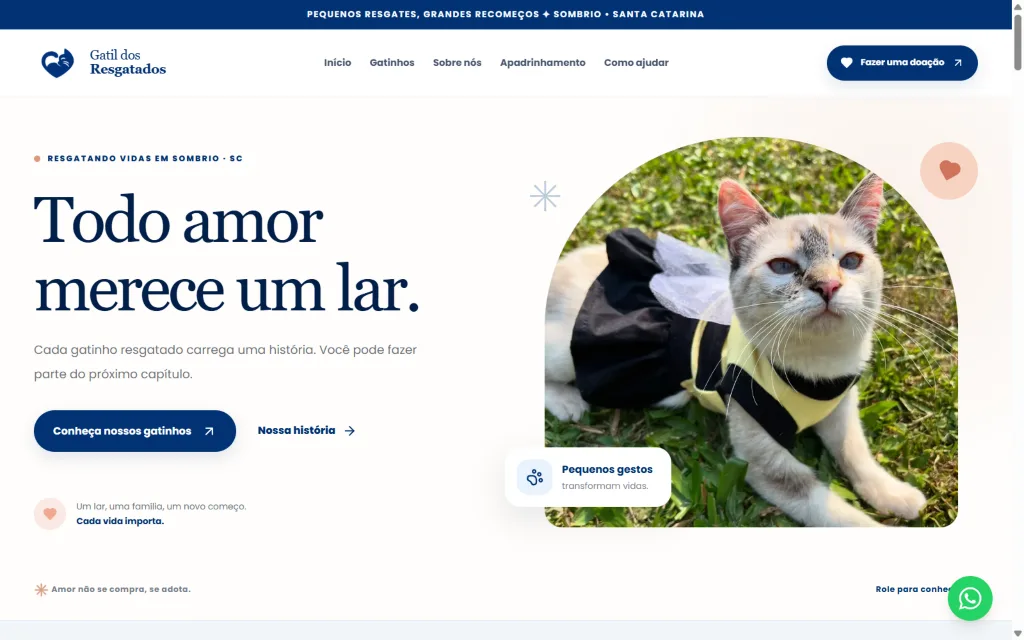 PEQUENOS RESGATES, GRANDES RECOMEÇOS ✦ SOMBRIO • SANTA CATARINA
Gatil dos
Resgatados
Início
Gatinhos
Sobre nós
Apadrinhamento
Como ajudar
Fazer uma doação
RESGATANDO VIDAS EM SOMBRIO · SC
Todo amor
merece um lar.
Cada gatinho resgatado carrega uma história. Você pode fazer
parte do próximo capítulo.
Conheça nossos gatinhos
Nossa história
Pequenos gestos
transformam vidas.
Um lar, uma família, um novo começo.
Cada vida importa.
Amor não se compra, se adota.
Role para